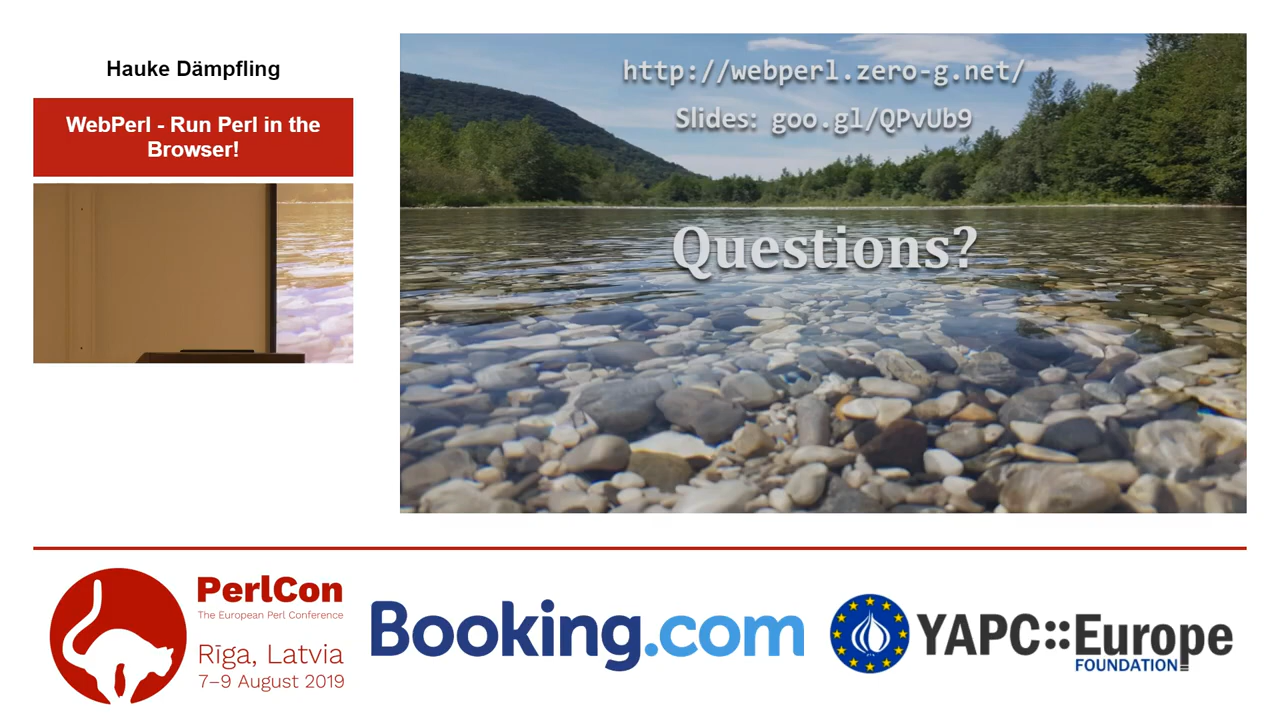 Hauke Dämpfling
WebPerl - Run Perl in the
Browser!
http://webperl.zero-g.net/
Slides: goo.gl/QPvUb9
Questions?
PerlCon
The European Perl Conference
Rīga, Latvia
7–9 August 2019
Booking.com
YAPC::Europe
FOUNDATION